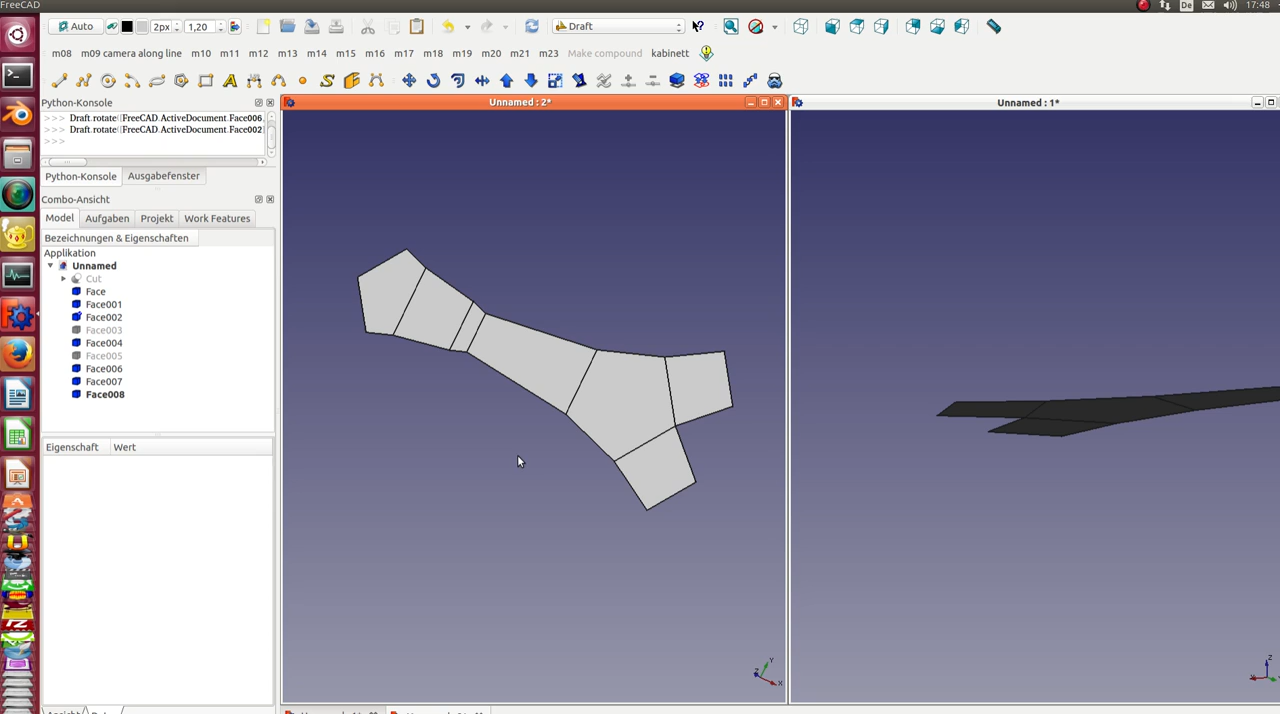 FreeCAD
De
17:48
Auto
2px
1,20
Draft
m08 m09 camera along line m10 m11 m12 m13 m14 m15 m16 m17 m18 m19 m20 m21 m23 Make compound kabinett
Python-Konsole
>>> Draft.rotate([FreeCAD.ActiveDocument.Face006,
>>> Draft.rotate([FreeCAD.ActiveDocument.Face002]
>>>
Python-Konsole Ausgabefenster
Combo-Ansicht
Model Aufgaben Projekt Work Features
Bezeichnungen & Eigenschaften
Applikation
Unnamed
Cut
Face
Face001
Face002
Face003
Face004
Face005
Face006
Face007
Face008
Eigenschaft Wert
Unnamed : 2*
Y
Z
X
Unnamed : 1*
Z
X